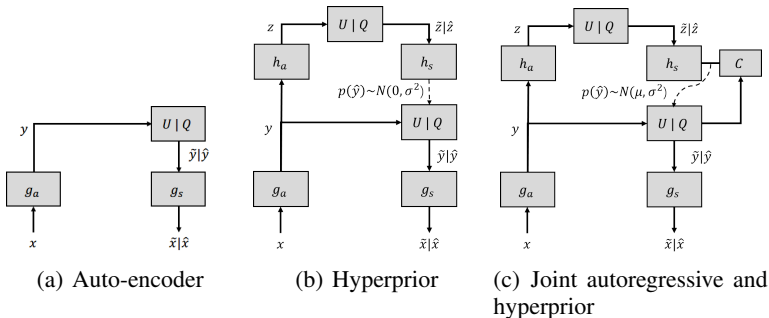 y
U | Q
ỹ|ŷ
g_a
g_s
x
x̃|x̂
(a) Auto-encoder
z
U | Q
z̃|ẑ
h_a
h_s
p(ŷ)~N(0, σ²)
y
U | Q
ỹ|ŷ
g_a
g_s
x
x̃|x̂
(b) Hyperprior
z
U | Q
z̃|ẑ
h_a
h_s
C
p(ŷ)~N(μ, σ²)
y
U | Q
ỹ|ŷ
g_a
g_s
x
x̃|x̂
(c) Joint autoregressive and
hyperprior